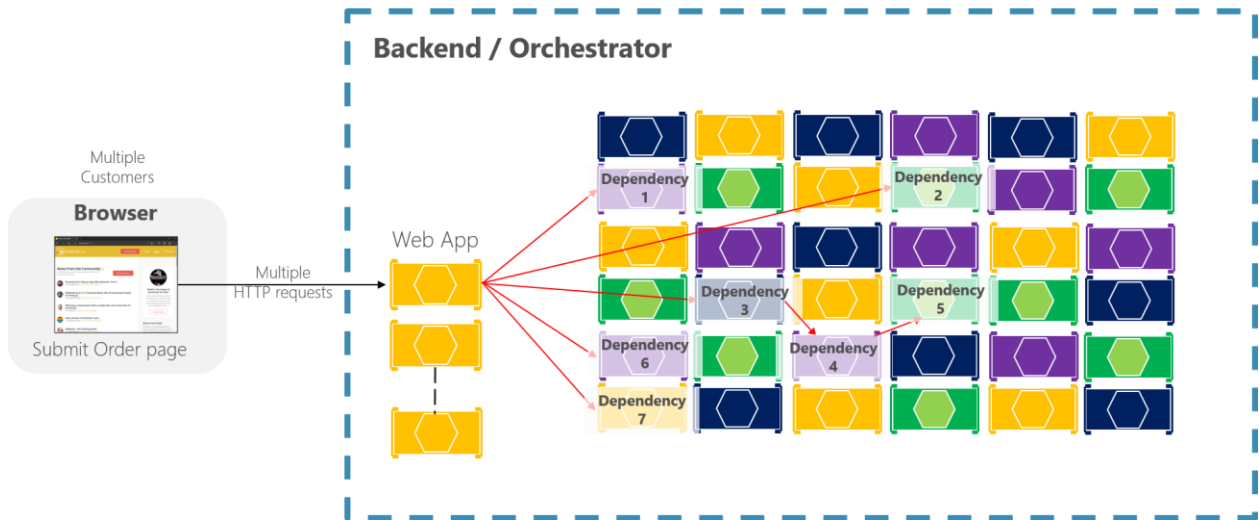 Backend / Orchestrator
Multiple
Customers
Browser
Submit Order page
Multiple
HTTP requests
Web App
Dependency
1
Dependency
2
Dependency
3
Dependency
5
Dependency
6
Dependency
4
Dependency
7